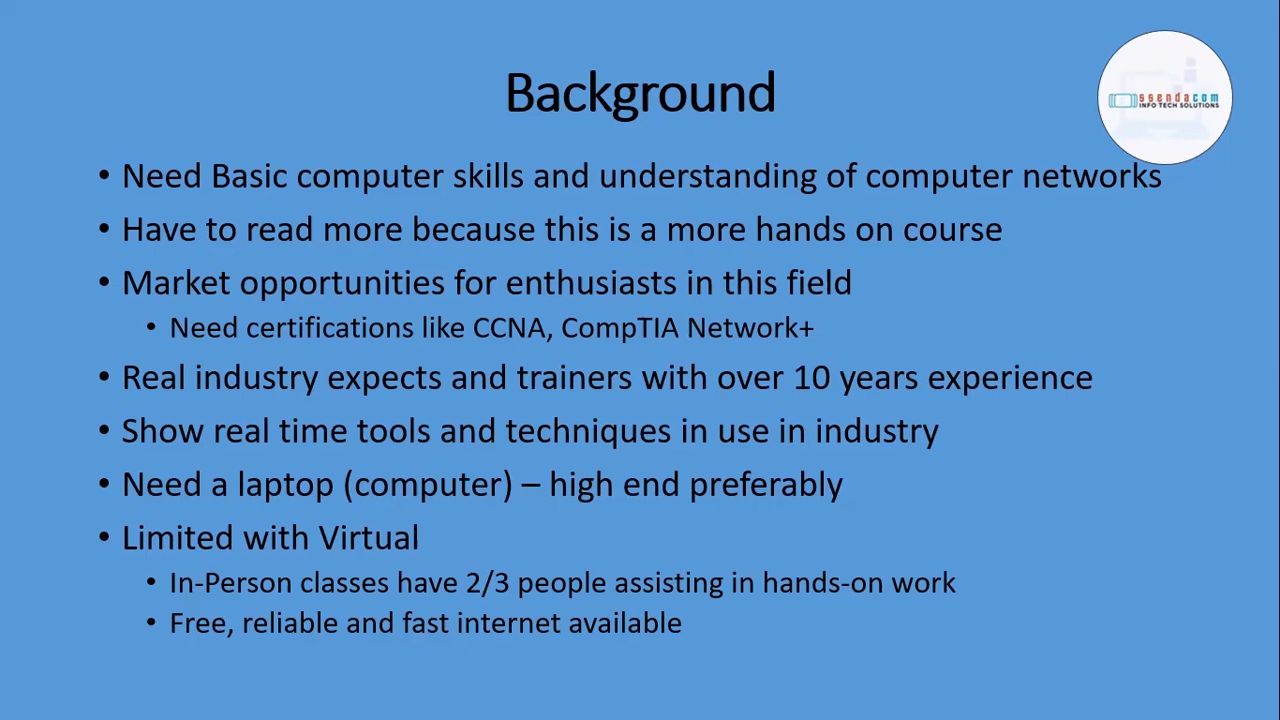 Background
ssendacom
INFO TECH SOLUTIONS
• Need Basic computer skills and understanding of computer networks
• Have to read more because this is a more hands on course
• Market opportunities for enthusiasts in this field
• Need certifications like CCNA, CompTIA Network+
• Real industry expects and trainers with over 10 years experience
• Show real time tools and techniques in use in industry
• Need a laptop (computer) – high end preferably
• Limited with Virtual
• In-Person classes have 2/3 people assisting in hands-on work
• Free, reliable and fast internet available